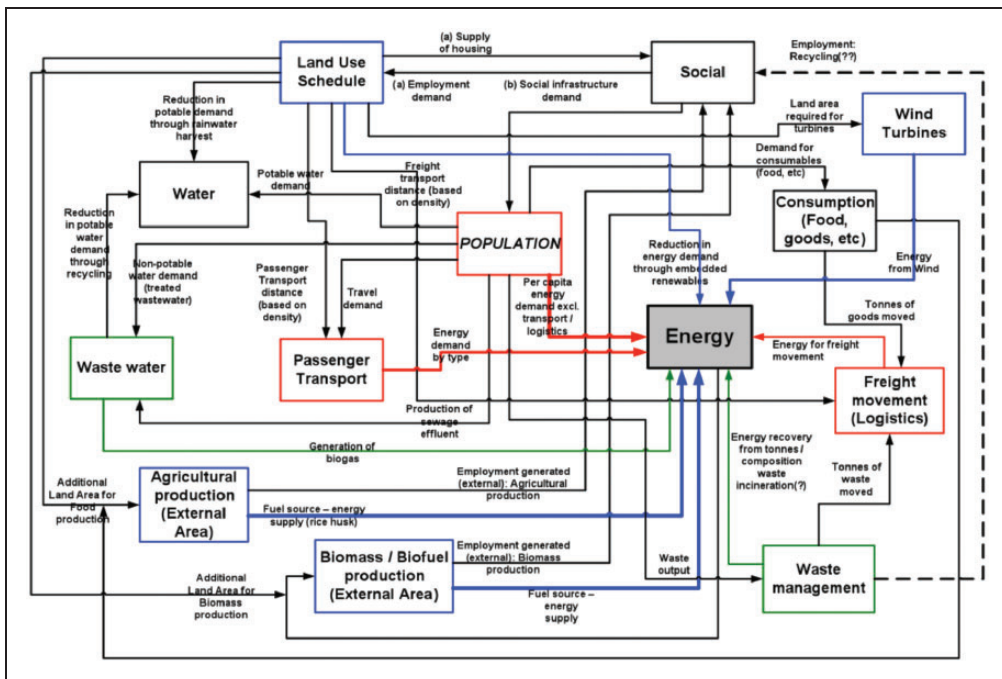 (a) Supply
of housing
Employment:
Recycling(??)
Land Use
Schedule
Social
(a) Employment
demand
(b) Social infrastructure
demand
Reduction in
potable demand
through rainwater
harvest
Land area
required for
turbines
Wind
Turbines
Water
Potable water
demand
Freight
transport
distance (based
on density)
Demand for
consumables
(food, etc)
Consumption
(Food,
goods, etc)
Reduction
in potable
water
demand
through
recycling
Non-potable
water demand
(treated
wastewater)
POPULATION
Passenger
Transport
distance
(based on
density)
Travel
demand
Per capita
energy
demand excl.
transport /
logistics
Reduction in
energy demand
through embedded
renewables
Energy
from Wind
Tonnes of
goods moved
Waste water
Passenger
Transport
Energy
demand
by type
Energy
Energy for freight
movement
Freight
movement
(Logistics)
Production of
sewage
effluent
Generation of
biogas
Energy recovery
from tonnes /
composition
waste
incineration(?)
Tonnes of
waste moved
Additional
Land Area for
Food
production
Agricultural
production
(External
Area)
Employment generated
(external): Agricultural
production
Fuel source – energy
supply (rice husk)
Additional
Land Area for
Biomass
production
Biomass / Biofuel
production
(External Area)
Employment generated
(external): Biomass
production
Fuel source –
energy
supply
Waste
output
Waste
management